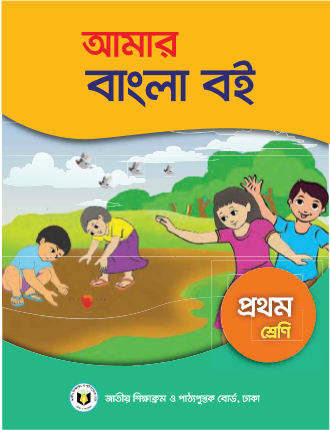 আমার
বাংলা বই
প্রথম
শ্রেণি
জাতীয় শিক্ষাক্রম ও পাঠ্যপুস্তক বোর্ড, ঢাকা